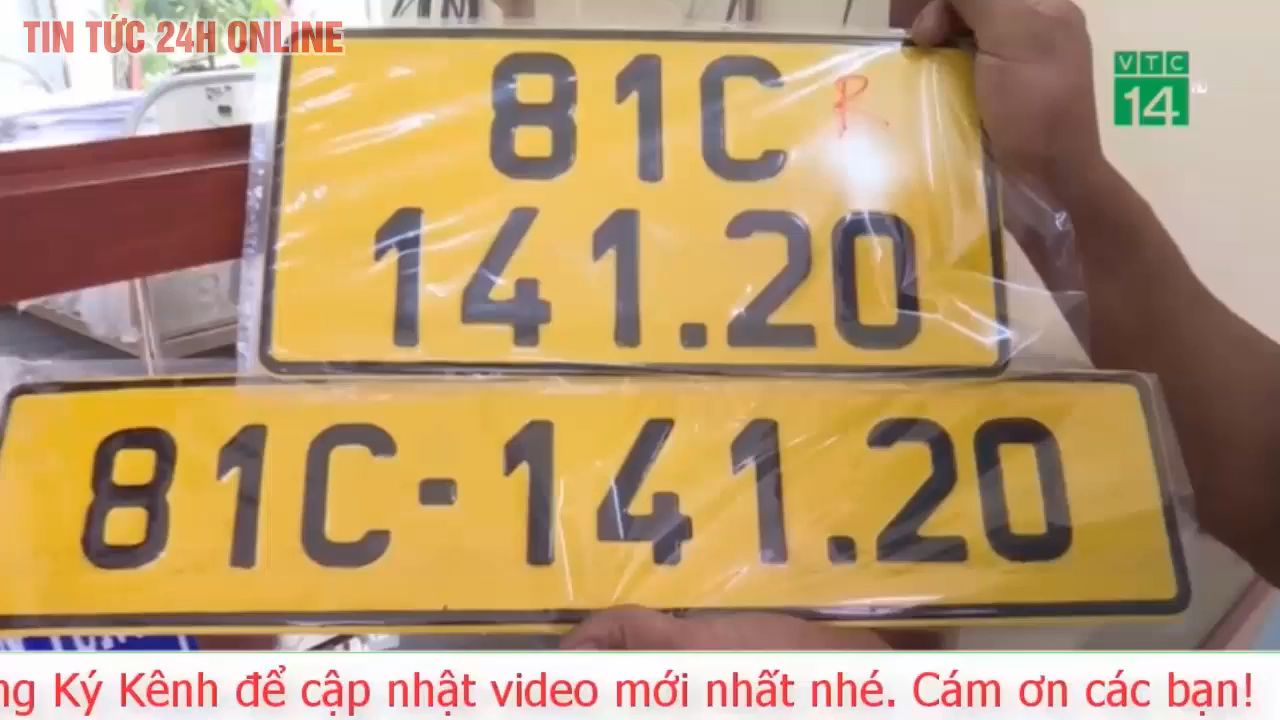 TIN TỨC 24H ONLINE
VTC
14
81C R
141.20
81C-141.20
Ký Kênh để cập nhật video mới nhất nhé. Cám ơn các bạn!